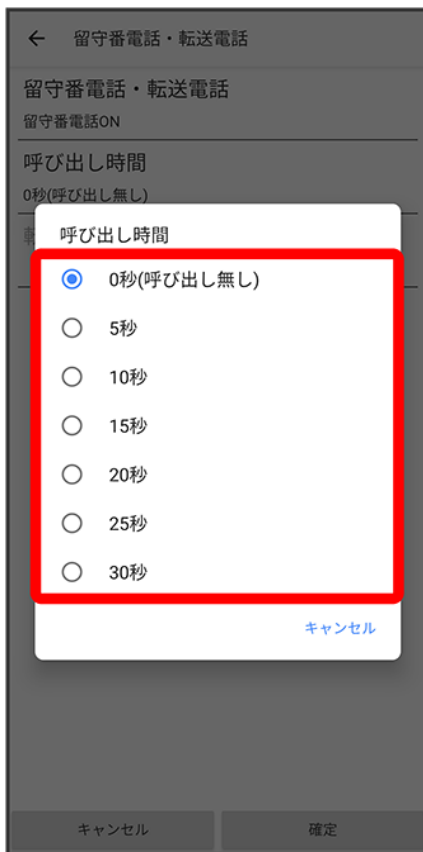 留守番電話・転送電話
留守番電話・転送電話
留守番電話ON
呼び出し時間
0秒(呼び出し無し)
呼び出し時間
0秒(呼び出し無し)
5秒
10秒
15秒
20秒
25秒
30秒
キャンセル
キャンセル
確定